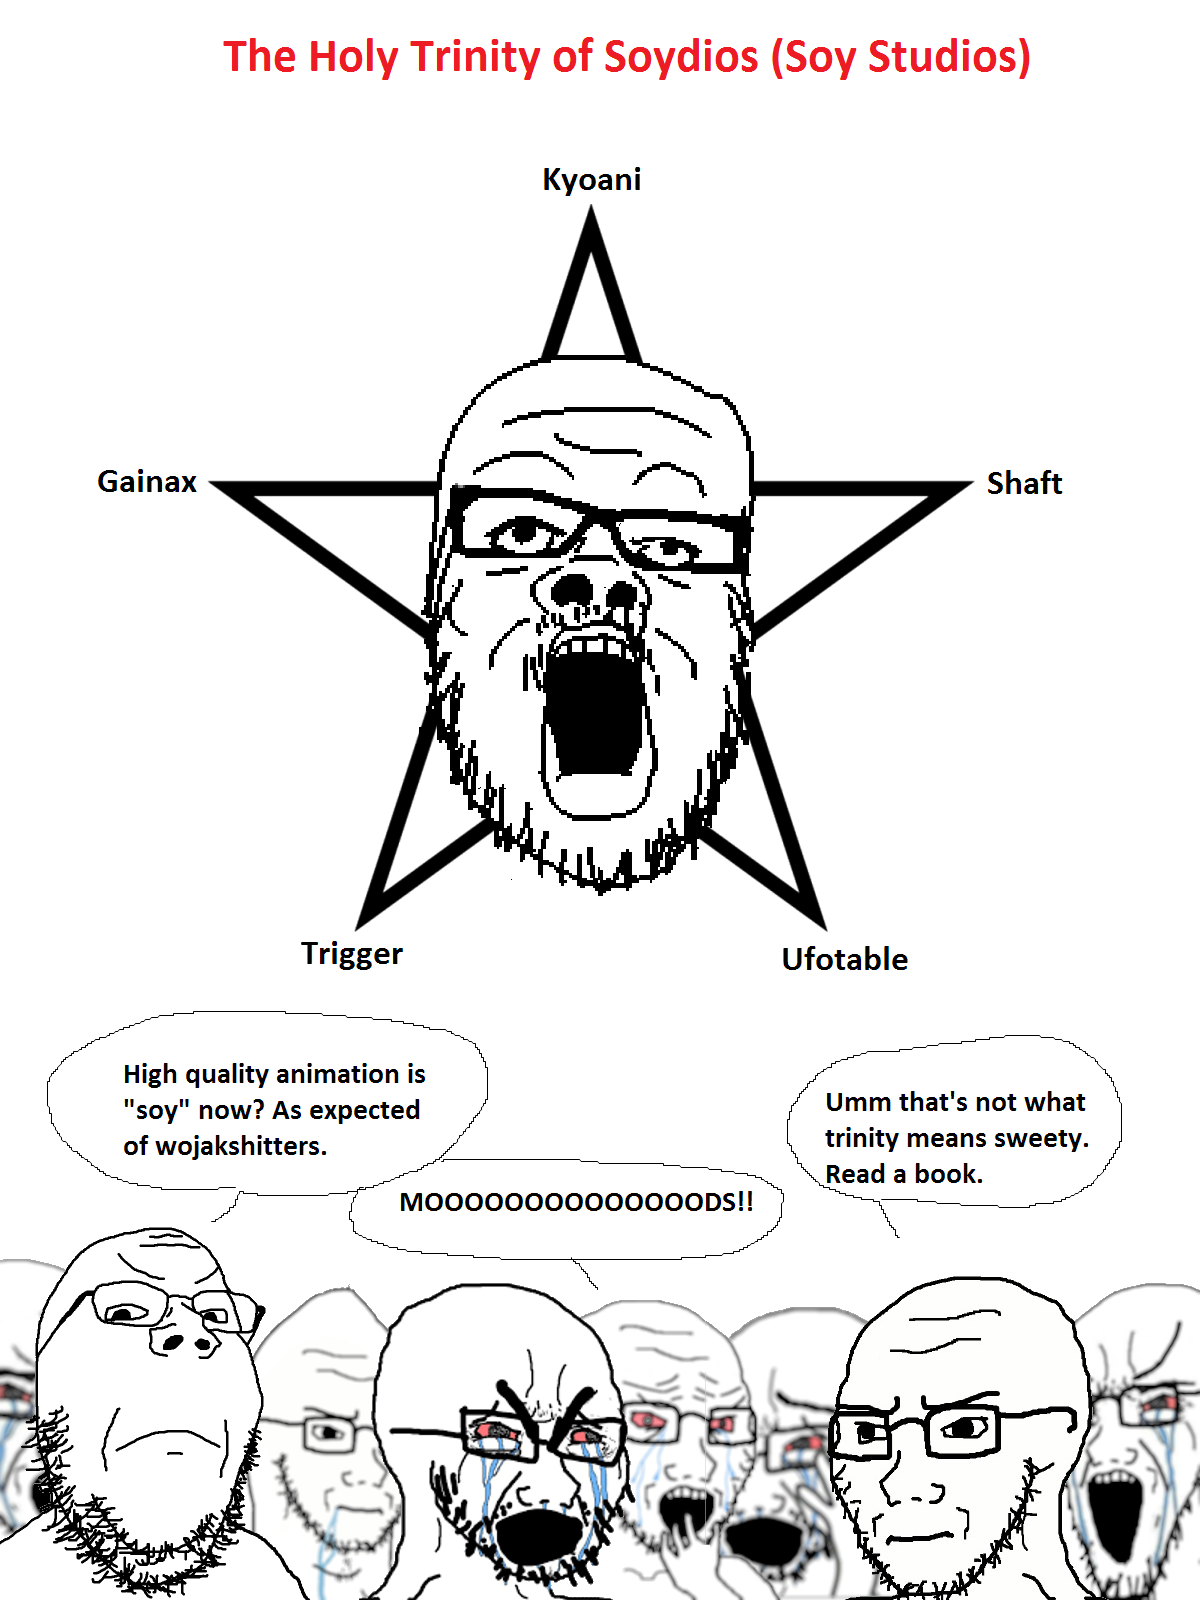 The Holy Trinity of Soydios (Soy Studios)
Kyoani
Gainax
Shaft
Trigger
Ufotable
High quality animation is
"soy" now? As expected
of wojakshitters.
Umm that's not what
trinity means sweety.
Read a book.
MOOOOOOOOOOOOOODS!!